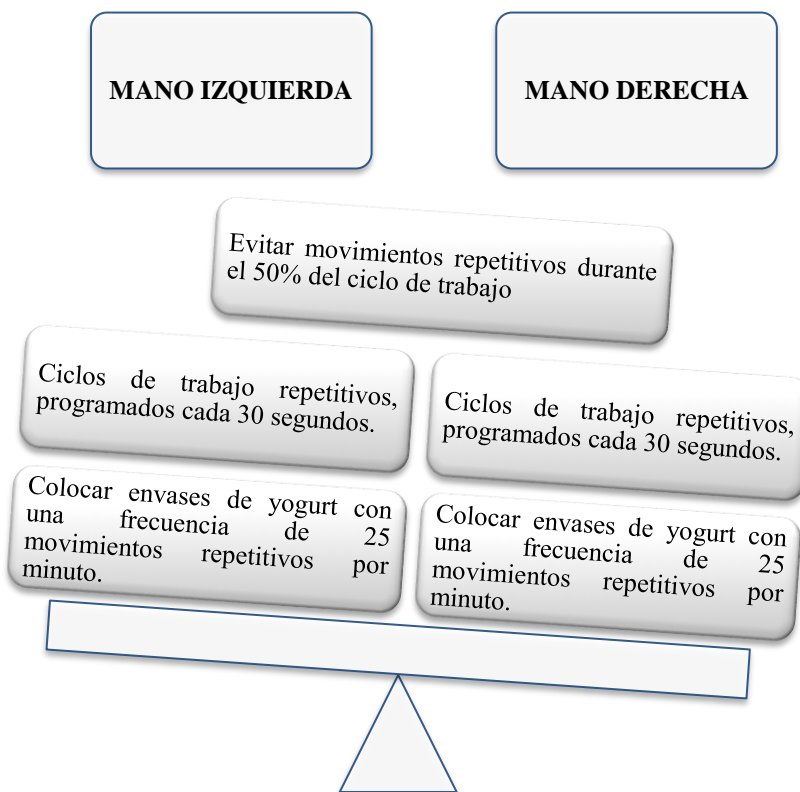 MANO IZQUIERDA
MANO DERECHA
Evitar movimientos repetitivos durante
el 50% del ciclo de trabajo
Ciclos de trabajo repetitivos,
programados cada 30 segundos.
Ciclos de trabajo repetitivos,
programados cada 30 segundos.
Colocar envases de yogurt con
una frecuencia de 25
movimientos repetitivos por
minuto.
Colocar envases de yogurt con
una frecuencia de 25
movimientos repetitivos por
minuto.